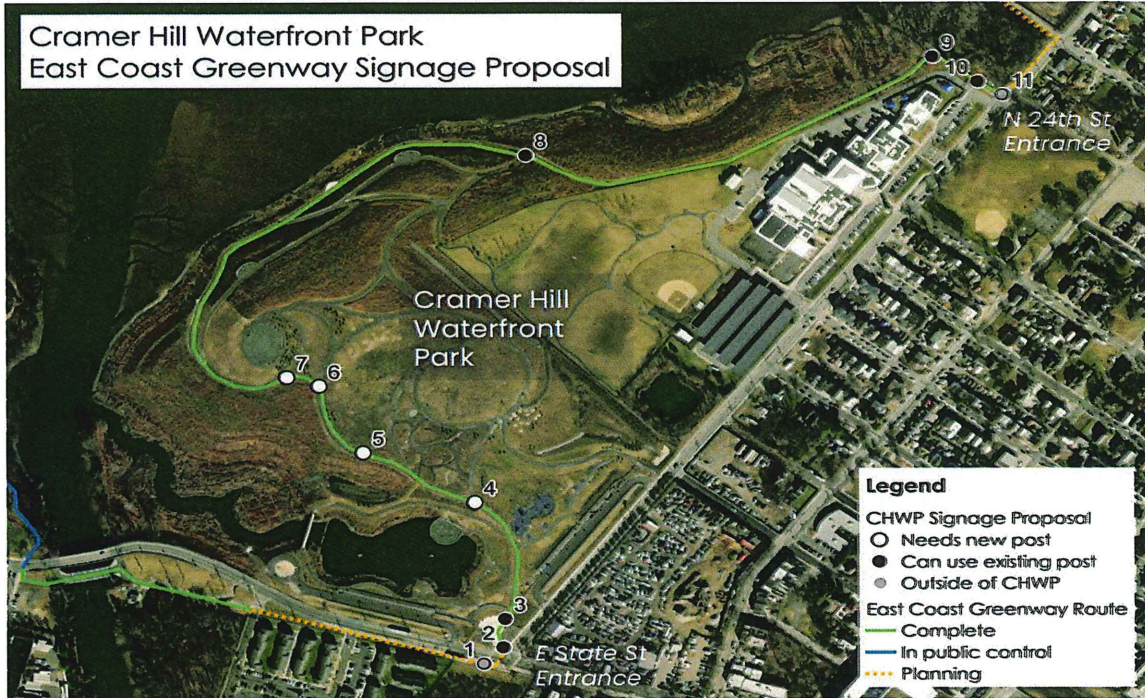 Cramer Hill Waterfront Park
East Coast Greenway Signage Proposal
9
10
11
N 24th St
Entrance
8
Cramer Hill
Waterfront
Park
7
6
5
4
3
2
1
E State St
Entrance
Legend
CHWP Signage Proposal
Needs new post
Can use existing post
Outside of CHWP
East Coast Greenway Route
Complete
In public control
Planning